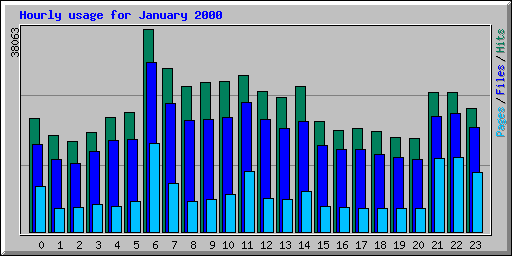 Hourly usage for January 2000
38063
Pages / Files / Hits
0 1 2 3 4 5 6 7 8 9 10 11 12 13 14 15 16 17 18 19 20 21 22 23